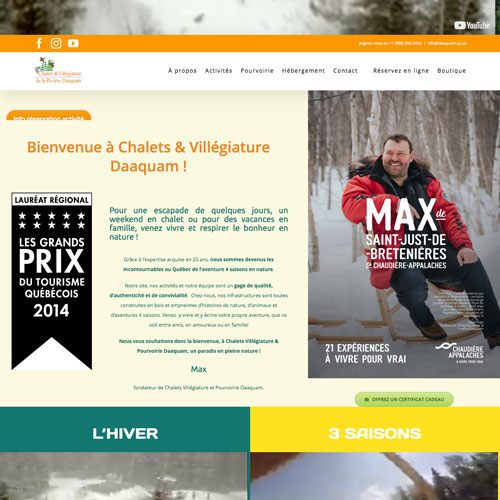 YouTube
Joignez-nous au +1 (888) 558-5453 | info@daaquam.qc.ca
Chalets & Villégiature
de la Rivière Daaquam
À propos Activités Pourvoirie Hébergement Contact Réservez en ligne Boutique
Info réservation activité
Bienvenue à Chalets & Villégiature
Daaquam !
LAURÉAT RÉGIONAL
LES GRANDS
PRIX
DU TOURISME
QUÉBÉCOIS
2014
Pour une escapade de quelques jours, un
weekend en chalet ou pour des vacances en
famille, venez vivre et respirer le bonheur en
nature !
Grâce à l'expertise acquise en 25 ans, nous sommes devenus les
incontournables au Québec de l'aventure 4 saisons en nature.
Notre site, nos activités et notre équipe sont un gage de qualité,
d'authenticité et de convivialité. Chez nous, nos infrastructures sont toutes
construites en bois et empreintes d'histoires de nature, d'animaux et
d'aventures 4 saisons. Venez y vivre et y écrire votre propre aventure, que ce
soit entre amis, en amoureux ou en famille!
Nous vous souhaitons donc la bienvenue, à Chalets Villégiature &
Pourvoirie Daaquam, un paradis en pleine nature !
Max
fondateur de Chalets Villégiature et Pourvoirie Daaquam.
MAX de
SAINT-JUST-DE
-BRETENIÈRES
EN CHAUDIÈRE-APPALACHES
21 EXPÉRIENCES
À VIVRE POUR VRAI
CHAUDIÈRE
APPALACHES
À VIVRE POUR VRAI
OFFREZ UN CERTIFICAT CADEAU
L'HIVER
3 SAISONS